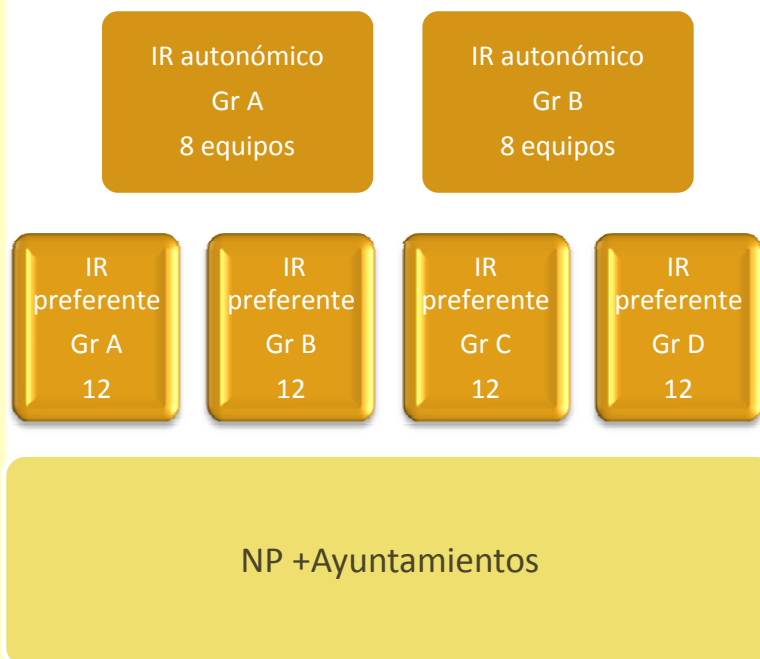 IR autonómico
Gr A
8 equipos
IR autonómico
Gr B
8 equipos
IR
preferente
Gr A
12
IR
preferente
Gr B
12
IR
preferente
Gr C
12
IR
preferente
Gr D
12
NP +Ayuntamientos